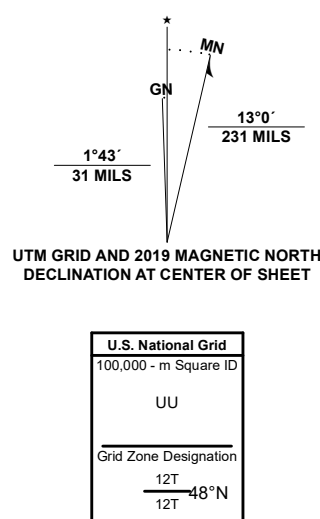 ★
MN
GN
13°0´
231 MILS
1°43´
31 MILS
UTM GRID AND 2019 MAGNETIC NORTH
DECLINATION AT CENTER OF SHEET
U.S. National Grid
100,000 - m Square ID
UU
Grid Zone Designation
12T
48°N
12T